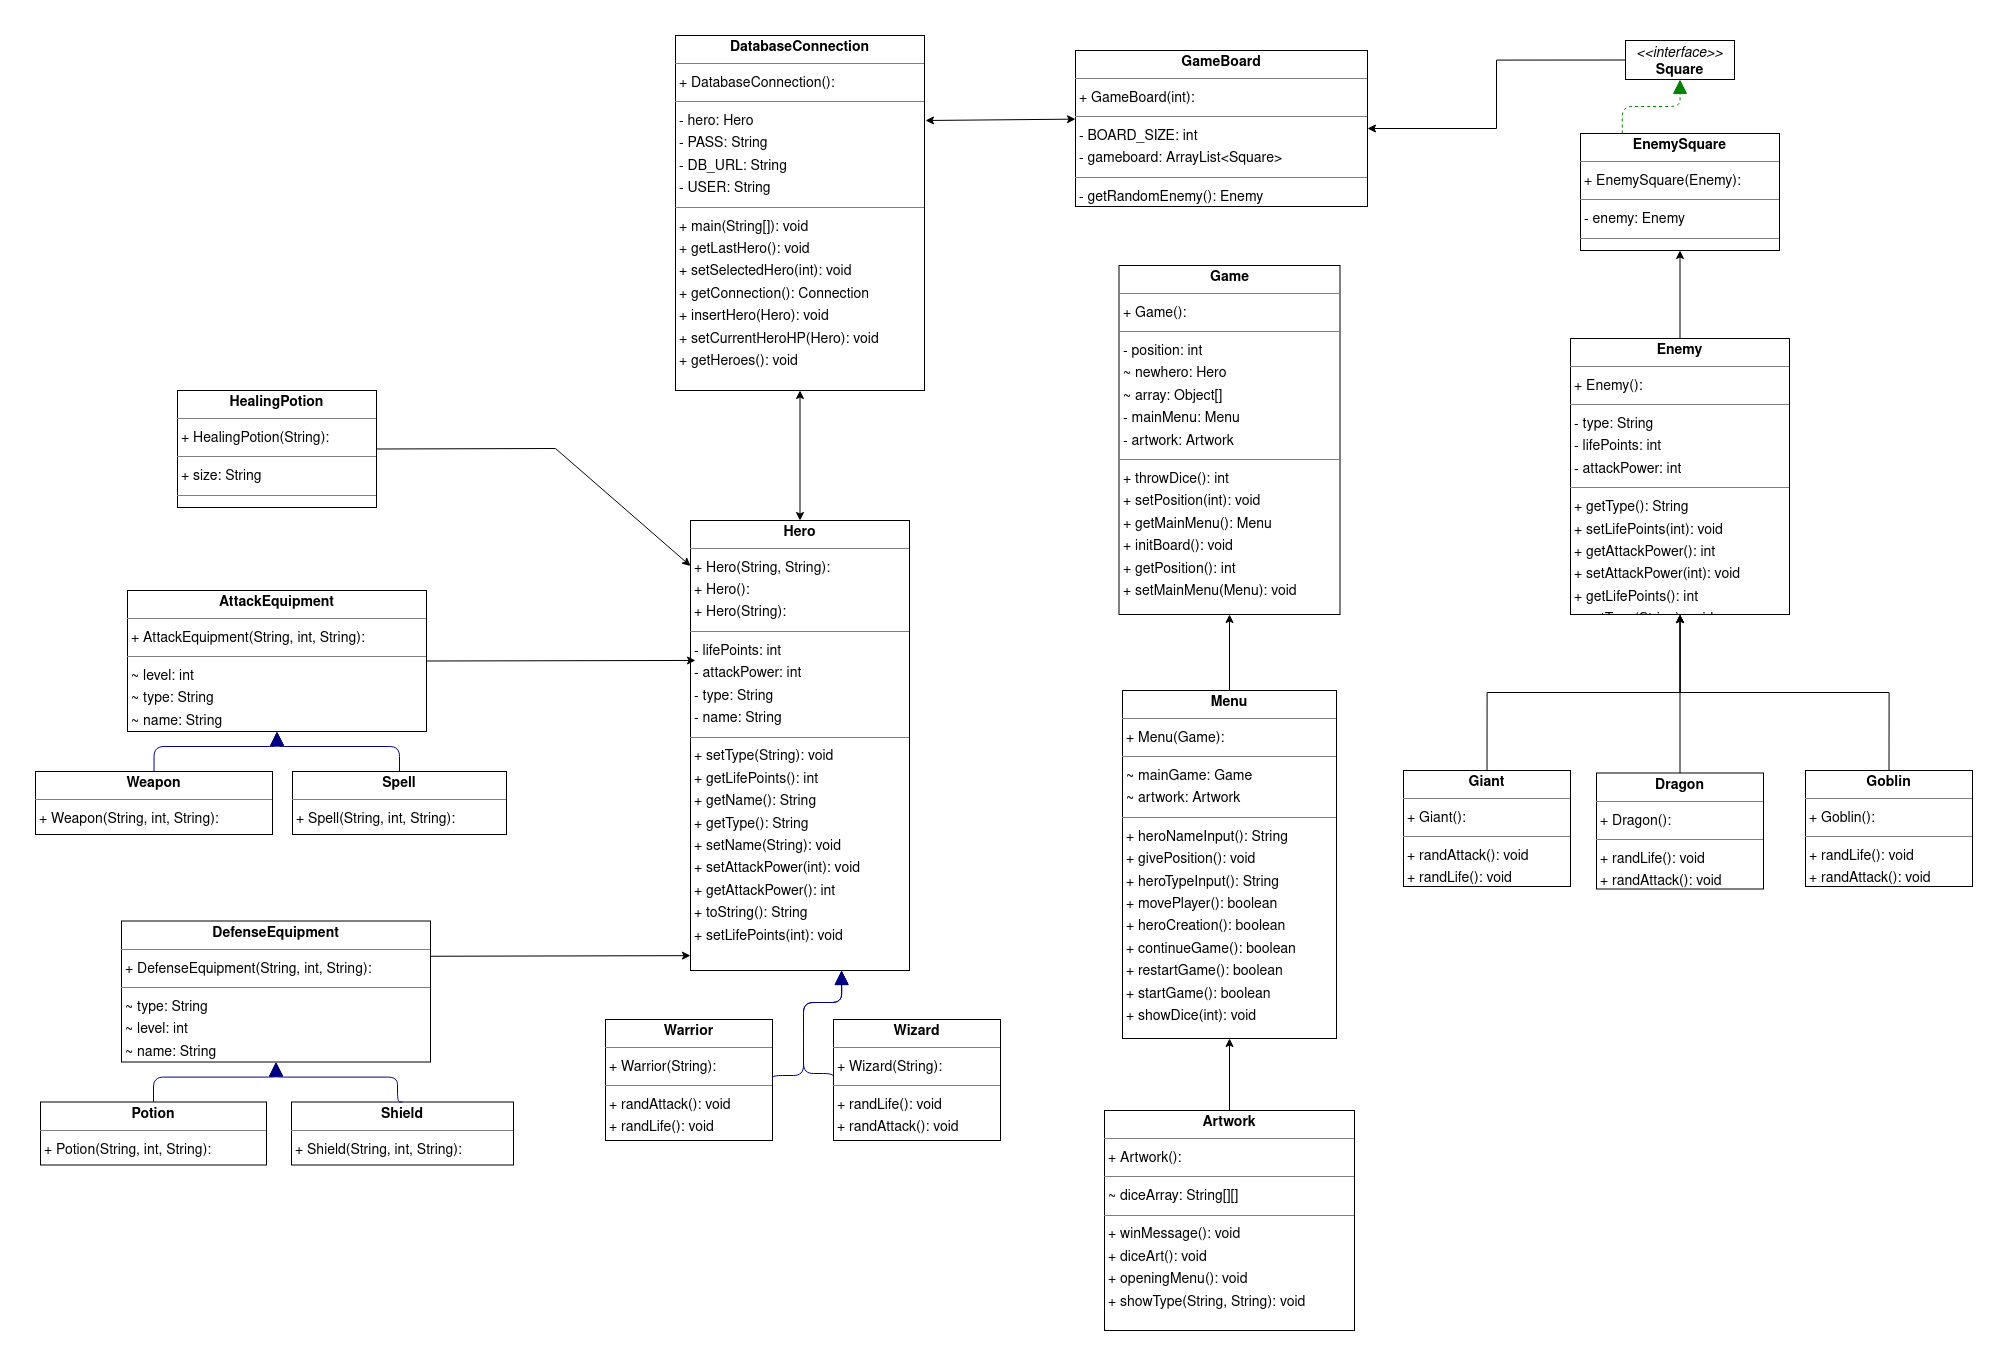 DatabaseConnection
+ DatabaseConnection():
- hero: Hero
- PASS: String
- DB_URL: String
- USER: String
+ main(String[]): void
+ getLastHero(): void
+ setSelectedHero(int): void
+ getConnection(): Connection
+ insertHero(Hero): void
+ setCurrentHeroHP(Hero): void
+ getHeroes(): void
GameBoard
+ GameBoard(int):
- BOARD_SIZE: int
- gameboard: ArrayList<Square>
- getRandomEnemy(): Enemy
<<interface>>
Square
EnemySquare
+ EnemySquare(Enemy):
- enemy: Enemy
Game
+ Game():
- position: int
~ newhero: Hero
~ array: Object[]
- mainMenu: Menu
- artwork: Artwork
+ throwDice(): int
+ setPosition(int): void
+ getMainMenu(): Menu
+ initBoard(): void
+ getPosition(): int
+ setMainMenu(Menu): void
Enemy
+ Enemy():
- type: String
- lifePoints: int
- attackPower: int
+ getType(): String
+ setLifePoints(int): void
+ getAttackPower(): int
+ setAttackPower(int): void
+ getLifePoints(): int
HealingPotion
+ HealingPotion(String):
+ size: String
Hero
+ Hero(String, String):
+ Hero():
+ Hero(String):
- lifePoints: int
- attackPower: int
- type: String
- name: String
+ setType(String): void
+ getLifePoints(): int
+ getName(): String
+ getType(): String
+ setName(String): void
+ setAttackPower(int): void
+ getAttackPower(): int
+ toString(): String
+ setLifePoints(int): void
AttackEquipment
+ AttackEquipment(String, int, String):
~ level: int
~ type: String
~ name: String
Weapon
+ Weapon(String, int, String):
Spell
+ Spell(String, int, String):
Menu
+ Menu(Game):
~ mainGame: Game
~ artwork: Artwork
+ heroNameInput(): String
+ givePosition(): void
+ heroTypeInput(): String
+ movePlayer(): boolean
+ heroCreation(): boolean
+ continueGame(): boolean
+ restartGame(): boolean
+ startGame(): boolean
+ showDice(int): void
Giant
+ Giant():
+ randAttack(): void
+ randLife(): void
Dragon
+ Dragon():
+ randLife(): void
+ randAttack(): void
Goblin
+ Goblin():
+ randLife(): void
+ randAttack(): void
DefenseEquipment
+ DefenseEquipment(String, int, String):
~ type: String
~ level: int
~ name: String
Potion
+ Potion(String, int, String):
Shield
+ Shield(String, int, String):
Warrior
+ Warrior(String):
+ randAttack(): void
+ randLife(): void
Wizard
+ Wizard(String):
+ randLife(): void
+ randAttack(): void
Artwork
+ Artwork():
~ diceArray: String[][]
+ winMessage(): void
+ diceArt(): void
+ openingMenu(): void
+ showType(String, String): void